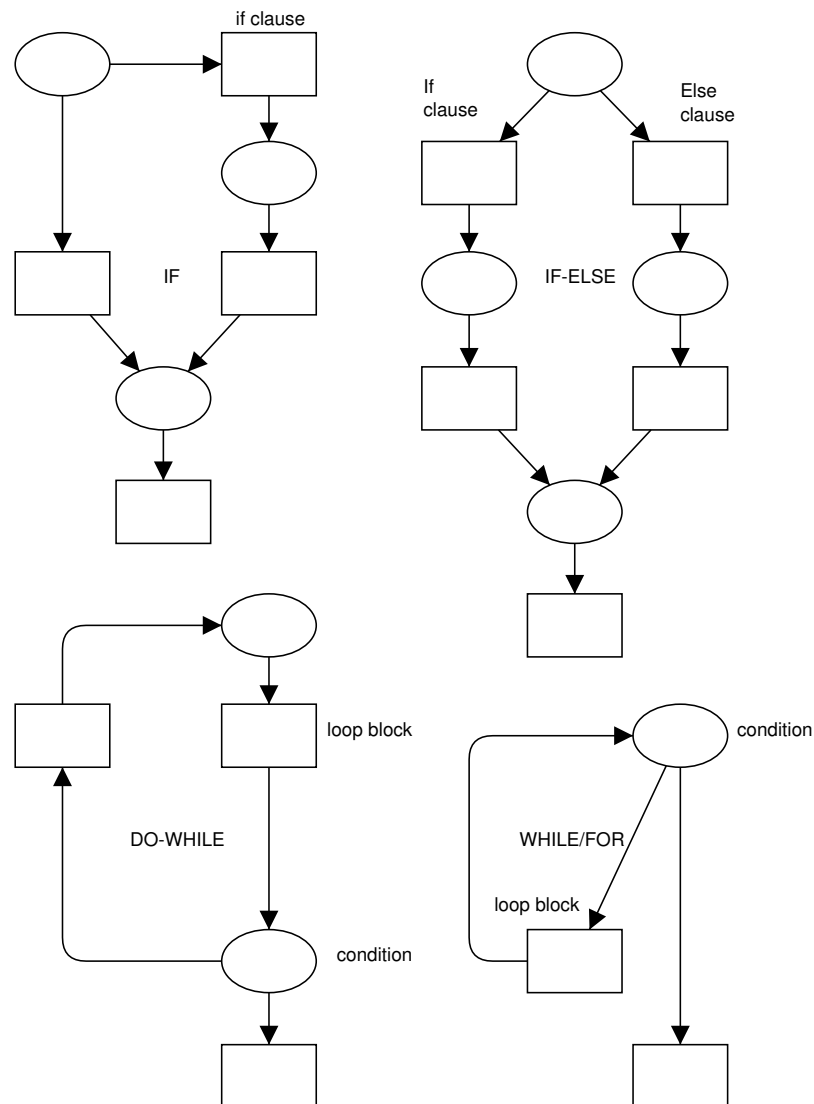 if clause
If
clause
Else
clause
IF
IF-ELSE
loop block
condition
DO-WHILE
WHILE/FOR
loop block
condition